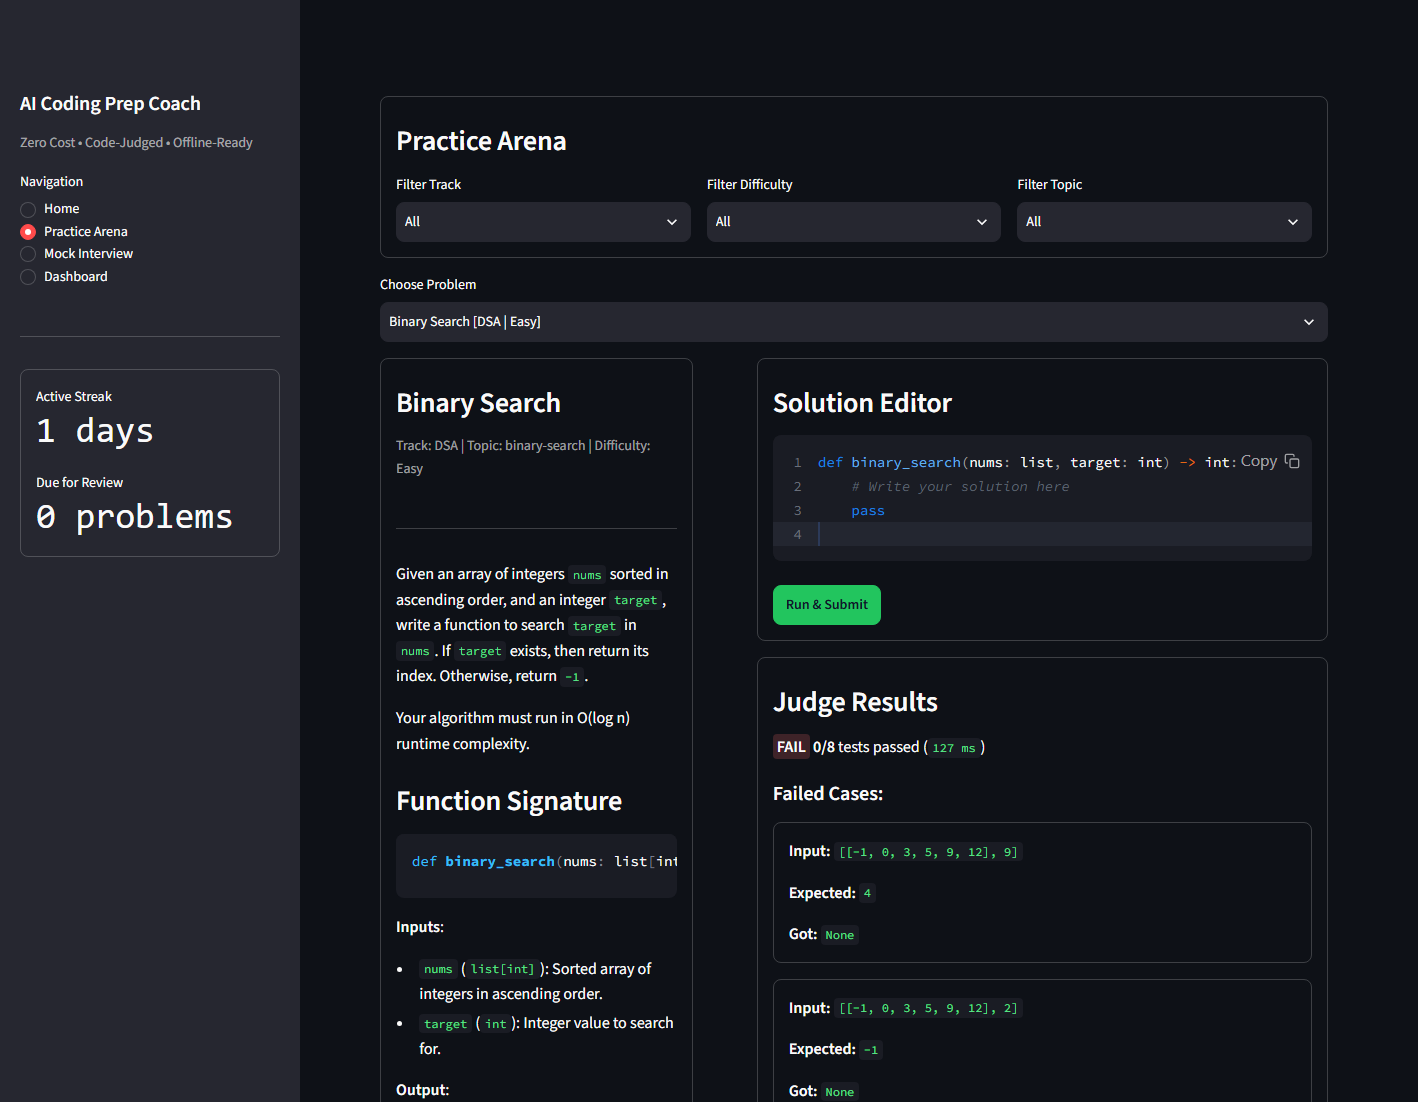 AI Coding Prep Coach
Zero Cost • Code-Judged • Offline-Ready
Navigation
Home
Practice Arena
Mock Interview
Dashboard
Active Streak
1 days
Due for Review
0 problems
Practice Arena
Filter Track
Filter Difficulty
Filter Topic
All
All
All
Choose Problem
Binary Search [DSA | Easy]
Binary Search
Track: DSA | Topic: binary-search | Difficulty:
Easy
Given an array of integers nums sorted in
ascending order, and an integer target,
write a function to search target in
nums. If target exists, then return its
index. Otherwise, return -1.
Your algorithm must run in O(log n)
runtime complexity.
Function Signature
def binary_search(nums: list[int
Inputs:
• nums (list[int]): Sorted array of
integers in ascending order.
• target (int): Integer value to search
for.
Output:
Solution Editor
1 def binary_search(nums: list, target: int) -> int:
Copy
2     # Write your solution here
3     pass
4
Run & Submit
Judge Results
FAIL 0/8 tests passed (127 ms)
Failed Cases:
Input: [[-1, 0, 3, 5, 9, 12], 9]
Expected: 4
Got: None
Input: [[-1, 0, 3, 5, 9, 12], 2]
Expected: -1
Got: None